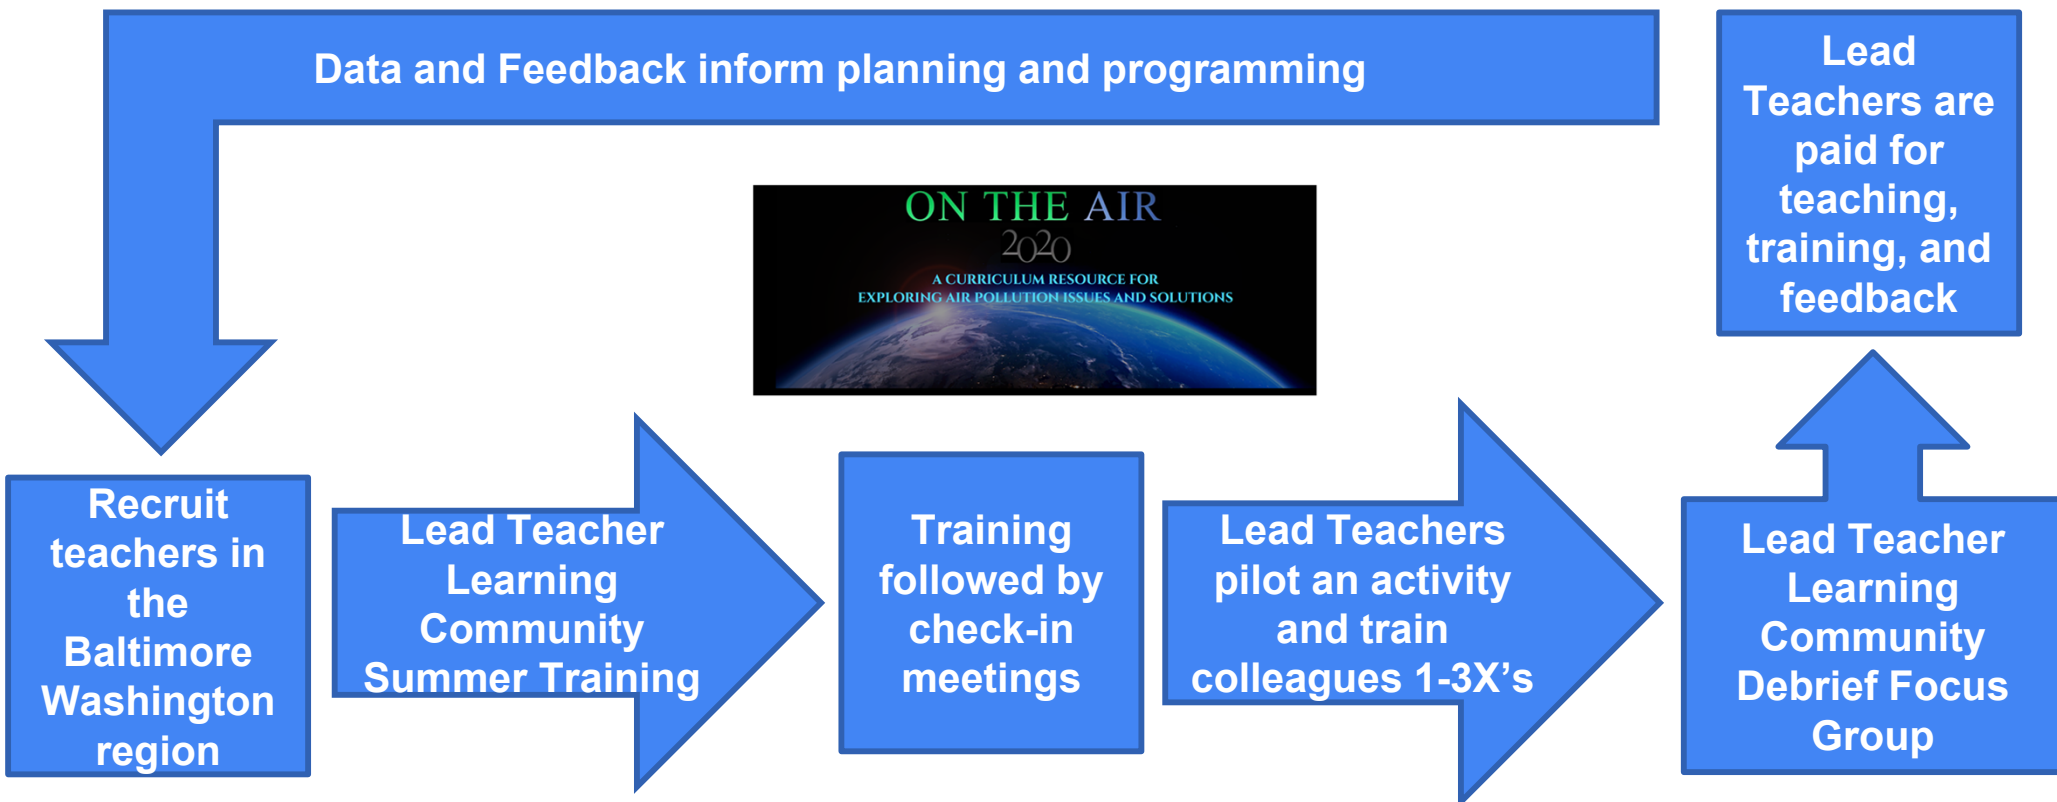 Data and Feedback inform planning and programming
Lead
Teachers are
paid for
teaching,
training, and
feedback
ON THE AIR
2020
A CURRICULUM RESOURCE FOR
EXPLORING AIR POLLUTION ISSUES AND SOLUTIONS
Recruit
teachers in
the
Baltimore
Washington
region
Lead Teacher
Learning
Community
Summer Training
Training
followed by
check-in
meetings
Lead Teachers
pilot an activity
and train
colleagues 1-3X’s
Lead Teacher
Learning
Community
Debrief Focus
Group